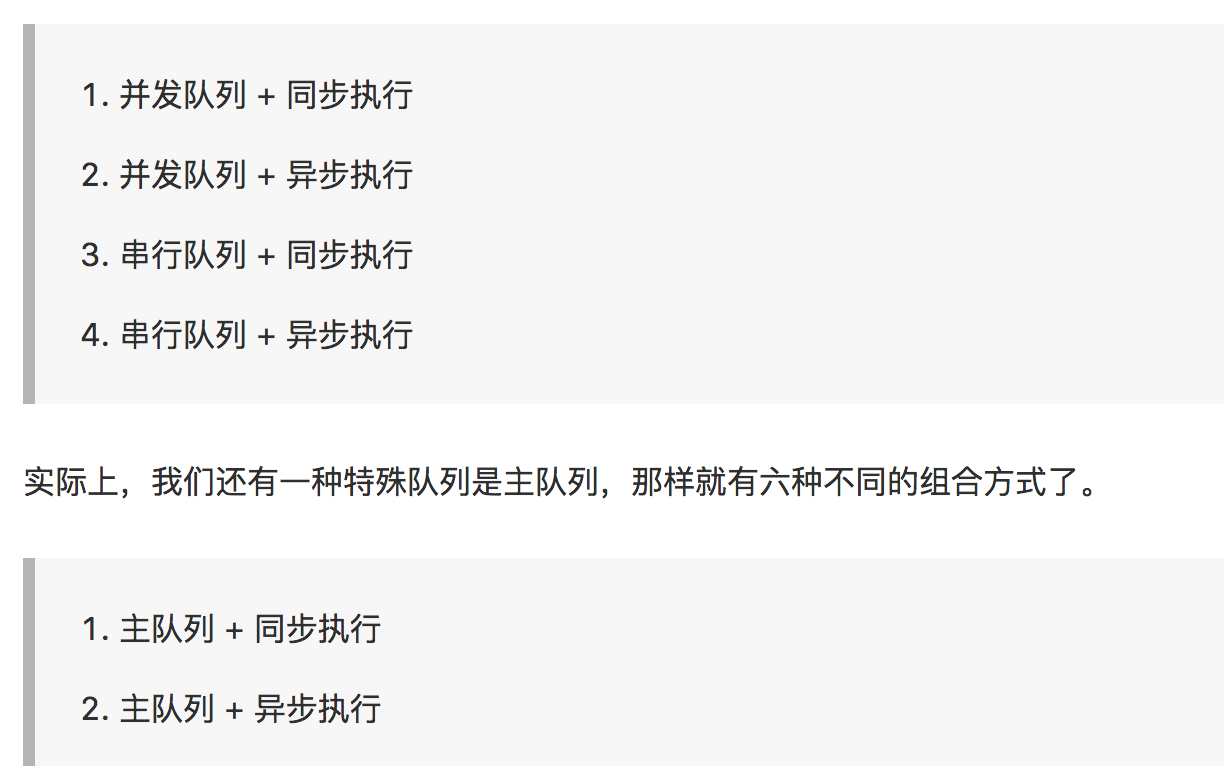 1. 并发队列 + 同步执行
2. 并发队列 + 异步执行
3. 串行队列 + 同步执行
4. 串行队列 + 异步执行
实际上，我们还有一种特殊队列是主队列，那样就有六种不同的组合方式了。
1. 主队列 + 同步执行
2. 主队列 + 异步执行